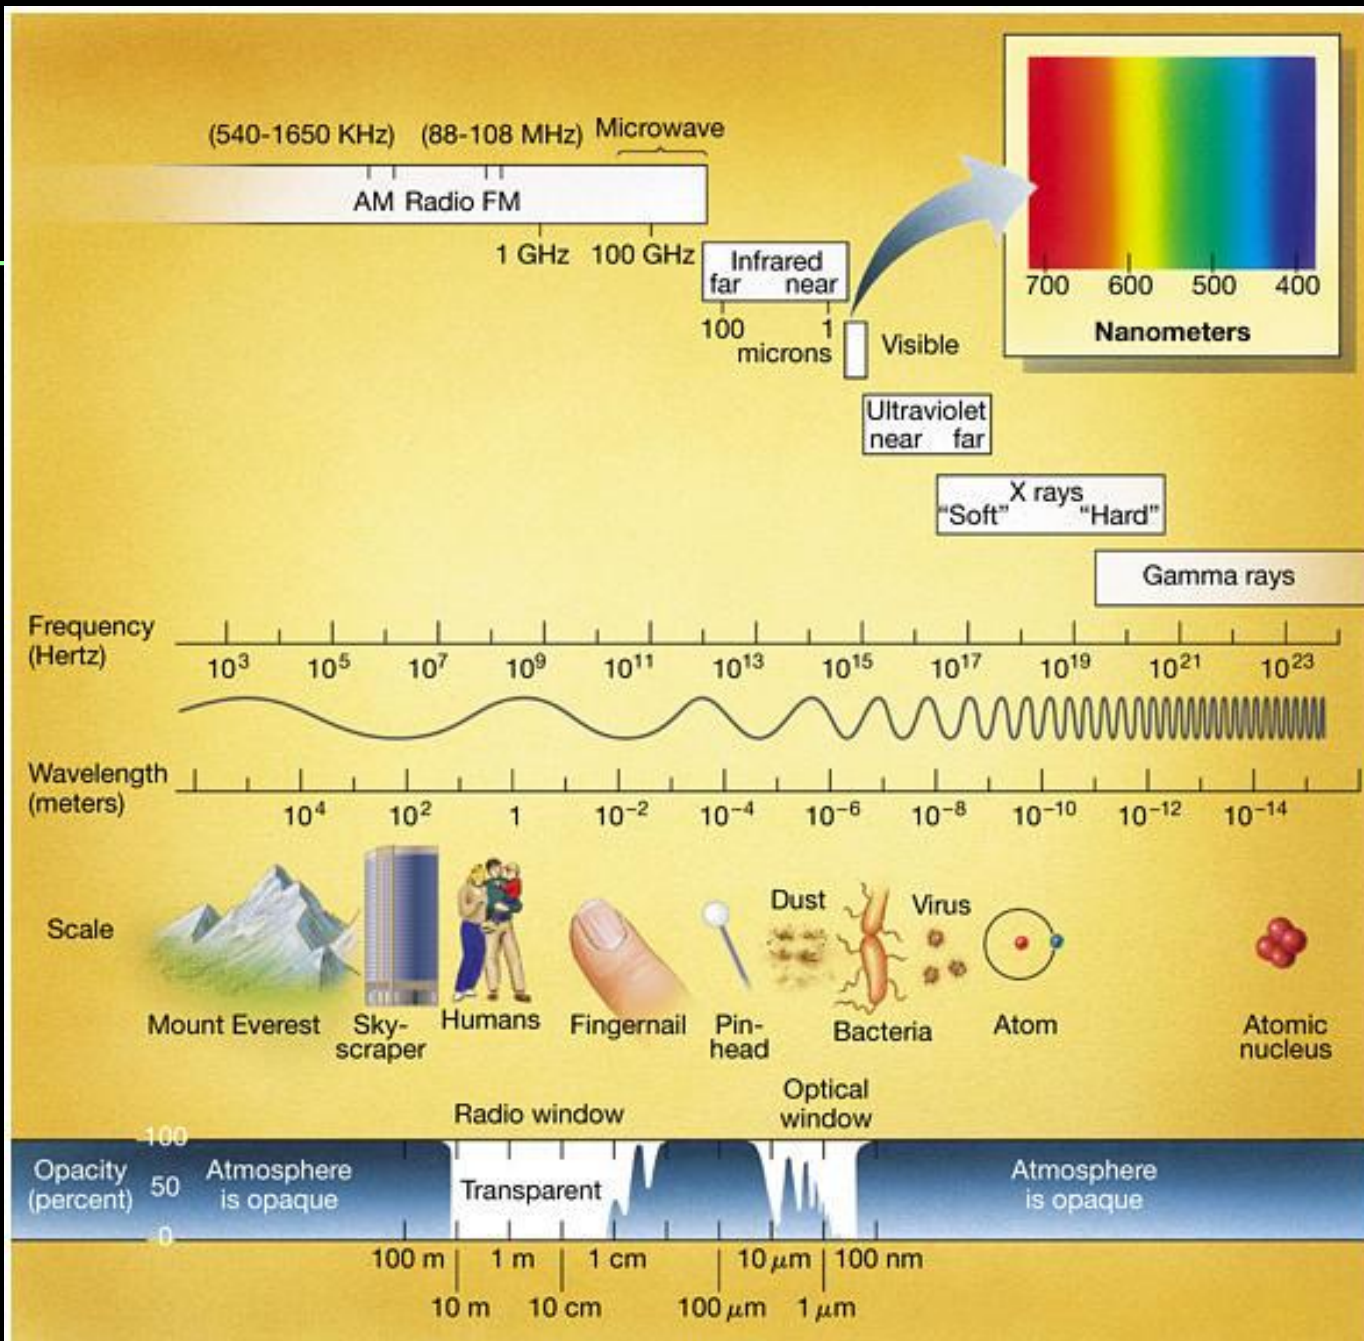 (540-1650 KHz) (88-108 MHz) Microwave
AM Radio FM
1 GHz 100 GHz
Infrared
far near
100 1
microns
Visible
700 600 500 400
Nanometers
Ultraviolet
near far
X rays
“Soft” “Hard”
Gamma rays
Frequency
(Hertz)
10³ 10⁵ 10⁷ 10⁹ 10¹¹ 10¹³ 10¹⁵ 10¹⁷ 10¹⁹ 10²¹ 10²³
Wavelength
(meters)
10⁴ 10² 1 10⁻² 10⁻⁴ 10⁻⁶ 10⁻⁸ 10⁻¹⁰ 10⁻¹² 10⁻¹⁴
Scale
Mount Everest
Sky-
scraper
Humans
Fingernail
Pin-
head
Dust
Bacteria
Virus
Atom
Atomic
nucleus
Radio window
Optical
window
Opacity
(percent)
100
50
0
Atmosphere
is opaque
Transparent
Atmosphere
is opaque
100 m 1 m 1 cm 10 μm 100 nm
10 m 10 cm 100 μm 1 μm